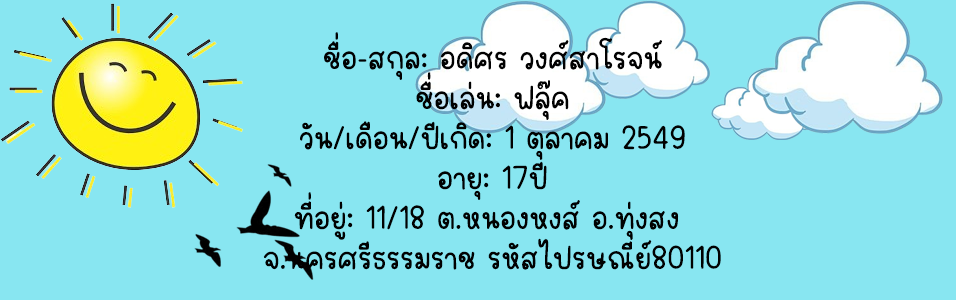 ชื่อ-สกุล: อดิศร วงศ์สาโรจน์
ชื่อเล่น: ฟลุ๊ค
วัน/เดือน/ปีเกิด: 1 ตุลาคม 2549
อายุ: 17ปี
ที่อยู่: 11/18 ต.หนองหงส์ อ.ทุ่งสง
จ.นครศรีธรรมราช รหัสไปรษณีย์80110